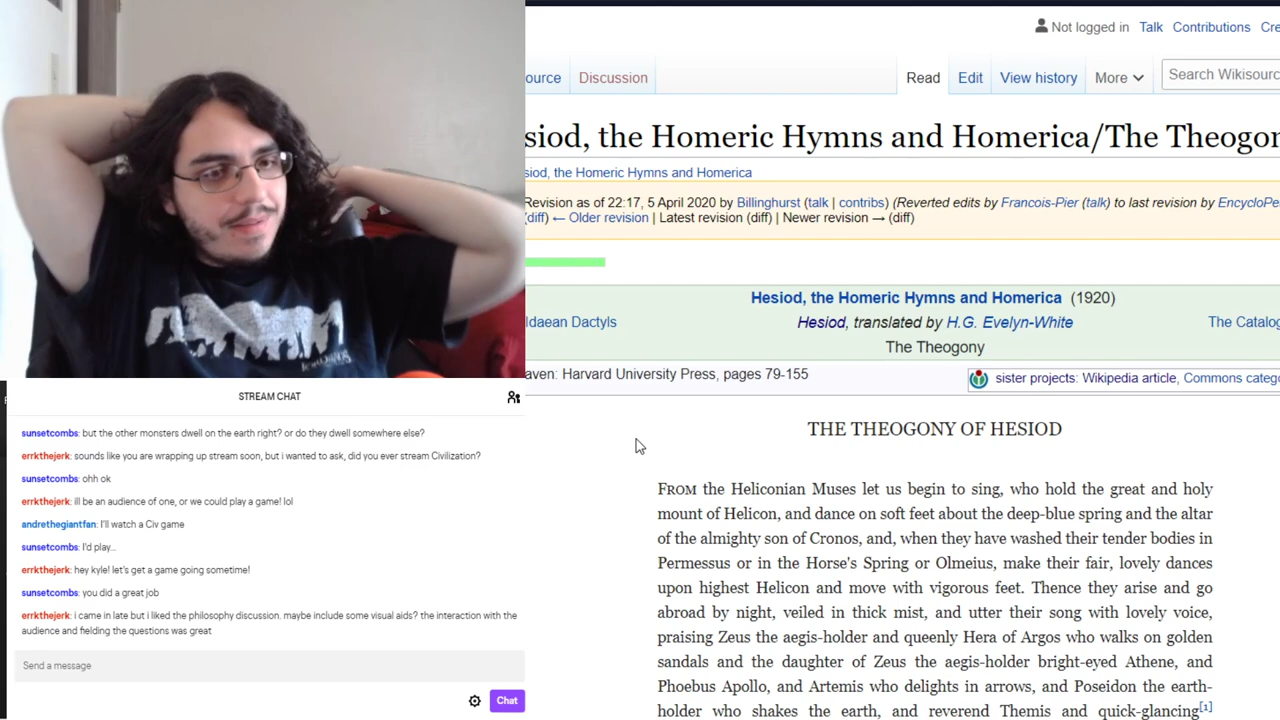 Not logged in Talk Contributions Cre
ource Discussion Read Edit View history More Search Wikisourc
siod, the Homeric Hymns and Homerica/The Theogon
siod, the Homeric Hymns and Homerica
Revision as of 22:17, 5 April 2020 by Billinghurst (talk | contribs) (Reverted edits by Francois-Pier (talk) to last revision by EncycloPe
(diff) ← Older revision | Latest revision (diff) | Newer revision → (diff)
Hesiod, the Homeric Hymns and Homerica (1920)
Idaean Dactyls Hesiod, translated by H.G. Evelyn-White The Catalog
The Theogony
aven: Harvard University Press, pages 79-155
sister projects: Wikipedia article, Commons categ
THE THEOGONY OF HESIOD
FROM the Heliconian Muses let us begin to sing, who hold the great and holy
mount of Helicon, and dance on soft feet about the deep-blue spring and the altar
of the almighty son of Cronos, and, when they have washed their tender bodies in
Permessus or in the Horse's Spring or Olmeius, make their fair, lovely dances
upon highest Helicon and move with vigorous feet. Thence they arise and go
abroad by night, veiled in thick mist, and utter their song with lovely voice,
praising Zeus the aegis-holder and queenly Hera of Argos who walks on golden
sandals and the daughter of Zeus the aegis-holder bright-eyed Athene, and
Phoebus Apollo, and Artemis who delights in arrows, and Poseidon the earth-
holder who shakes the earth, and reverend Themis and quick-glancing[1]
STREAM CHAT
sunsetcombs: but the other monsters dwell on the earth right? or do they dwell somewhere else?
errkthejerk: sounds like you are wrapping up stream soon, but i wanted to ask, did you ever stream Civilization?
sunsetcombs: ohh ok
errkthejerk: ill be an audience of one, or we could play a game! lol
andrethegiantfan: I'll watch a Civ game
sunsetcombs: I'd play...
errkthejerk: hey kyle! let's get a game going sometime!
sunsetcombs: you did a great job
errkthejerk: i came in late but i liked the philosophy discussion. maybe include some visual aids? the interaction with the
audience and fielding the questions was great
Send a message
Chat